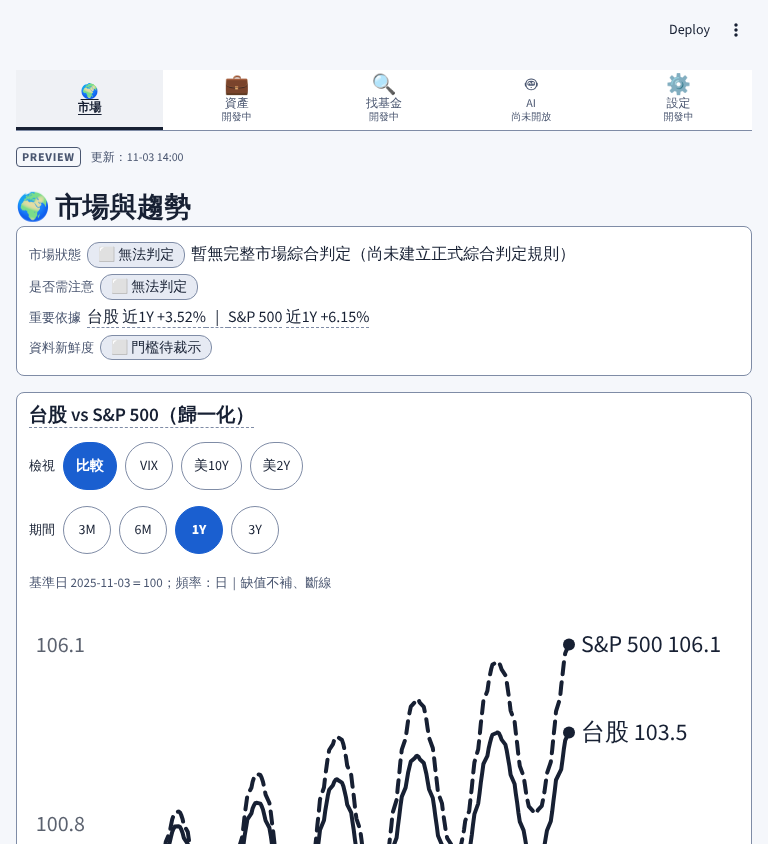 Deploy
市場
資產
開發中
找基金
開發中
AI
尚未開放
設定
開發中
PREVIEW 更新：11-03 14:00
市場與趨勢
市場狀態 無法判定 暫無完整市場綜合判定（尚未建立正式綜合判定規則）
是否需注意 無法判定
重要依據 台股 近1Y +3.52% ｜ S&P 500 近1Y +6.15%
資料新鮮度 門檻待裁示
台股 vs S&P 500（歸一化）
檢視 比較 VIX 美10Y 美2Y
期間 3M 6M 1Y 3Y
基準日 2025-11-03＝100；頻率：日｜缺值不補、斷線
106.1
S&P 500 106.1
台股 103.5
100.8